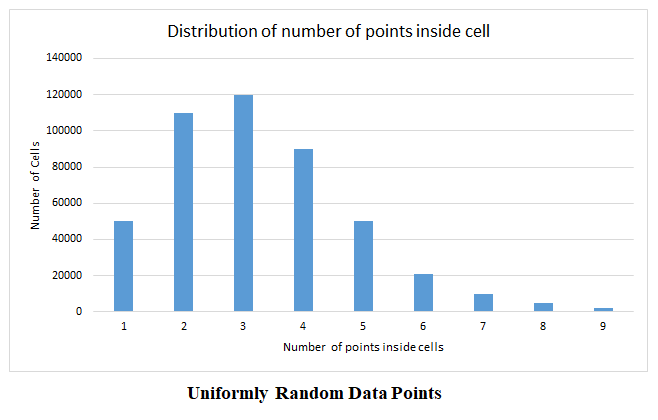 Distribution of number of points inside cell
140000
120000
100000
80000
60000
40000
20000
0
Number of Cells
1 2 3 4 5 6 7 8 9
Number of points inside cells
Uniformly Random Data Points